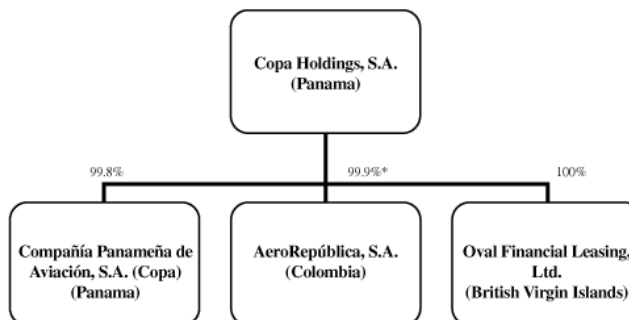 Copa Holdings, S.A.
(Panama)
99.8%
99.9%*
100%
Compañía Panameña de
Aviación, S.A. (Copa)
(Panama)
AeroRepública, S.A.
(Colombia)
Oval Financial Leasing,
Ltd.
(British Virgin Islands)